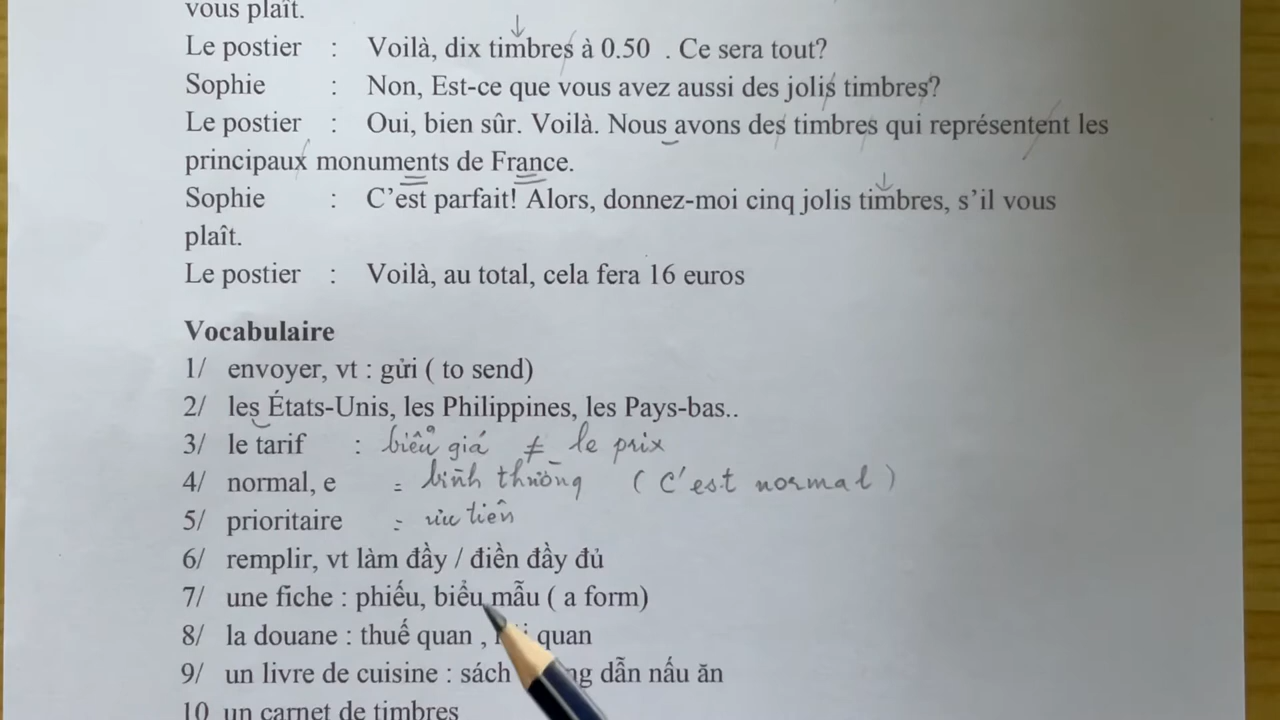 vous plaît.
Le postier : Voilà, dix timbres à 0.50 . Ce sera tout?
Sophie : Non, Est-ce que vous avez aussi des jolis timbres?
Le postier : Oui, bien sûr. Voilà. Nous avons des timbres qui représentent les
principaux monuments de France.
Sophie : C'est parfait! Alors, donnez-moi cinq jolis timbres, s'il vous
plaît.
Le postier : Voilà, au total, cela fera 16 euros
Vocabulaire
1/ envoyer, vt : gửi ( to send)
2/ les États-Unis, les Philippines, les Pays-bas..
3/ le tarif : biểu giá ≠ le prix
4/ normal, e = bình thường ( C'est normal )
5/ prioritaire = ưu tiên
6/ remplir, vt làm đầy / điền đầy đủ
7/ une fiche : phiếu, biểu mẫu ( a form)
8/ la douane : thuế quan , quan
9/ un livre de cuisine : sách dẫn nấu ăn
10 un carnet de timbres